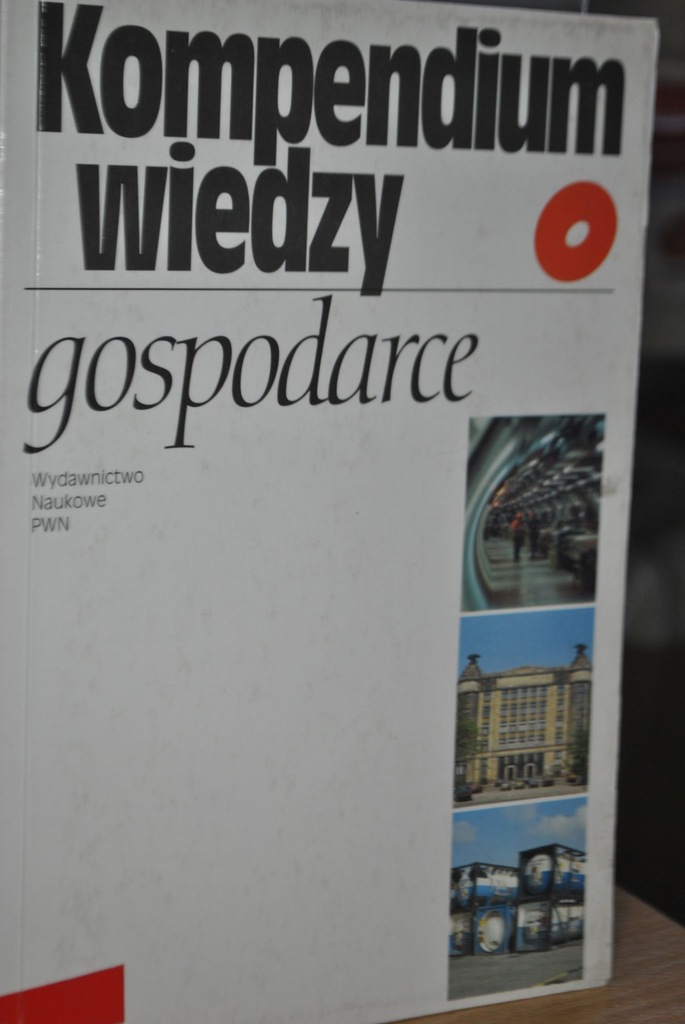 Kompendium
wiedzy o
gospodarce
Wydawnictwo
Naukowe
PWN